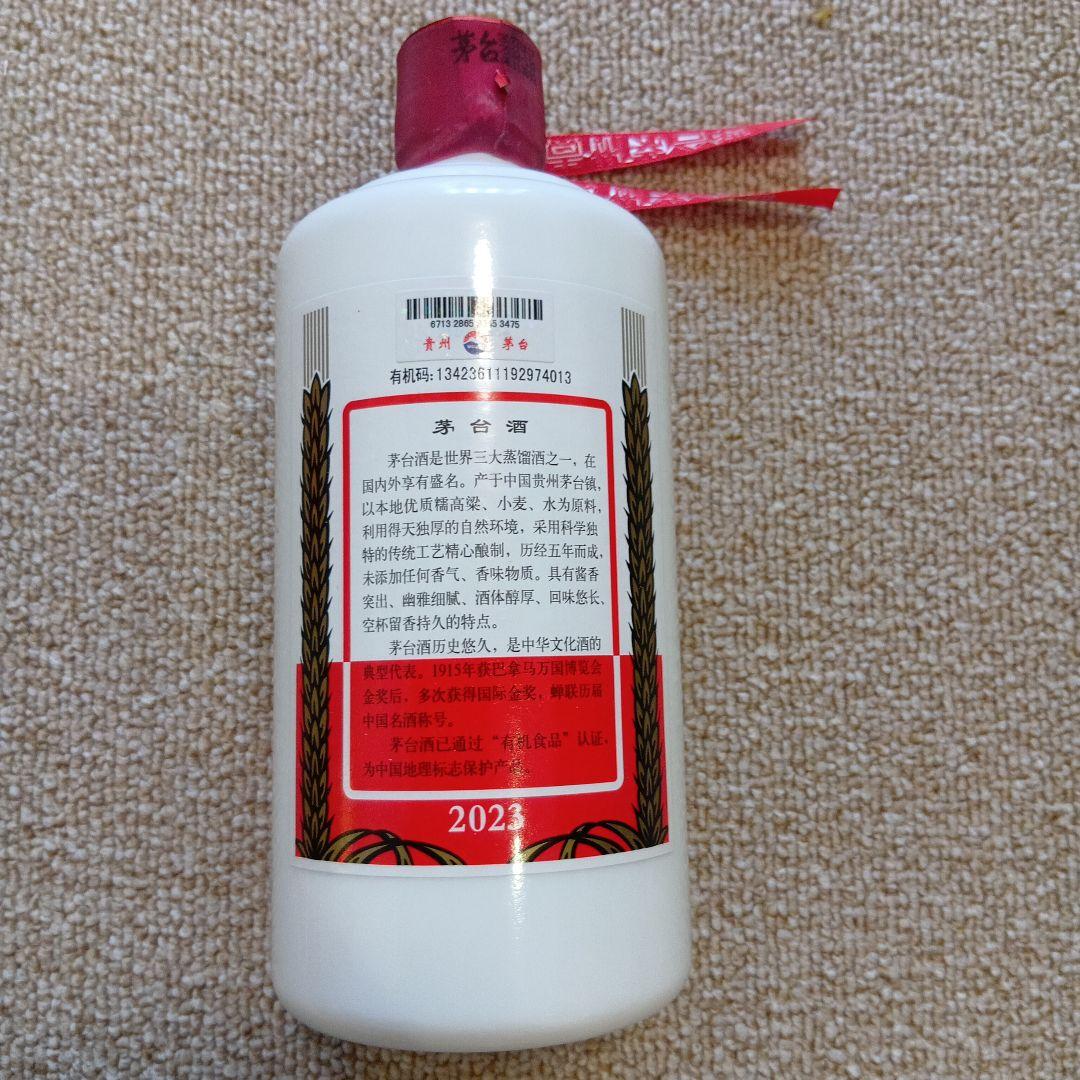 茅台
6713 2865 3475
贵州 茅台
有机码:13423611192974013
茅台酒
茅台酒是世界三大蒸馏酒之一，在
国内外享有盛名。产于中国贵州茅台镇，
以本地优质糯高粱、小麦、水为原料，
利用得天独厚的自然环境，采用科学独
特的传统工艺精心酿制，历经五年而成，
未添加任何香气、香味物质。具有酱香
突出、幽雅细腻、酒体醇厚、回味悠长、
空杯留香持久的特点。
茅台酒历史悠久，是中华文化酒的
典型代表。1915年获巴拿马万国博览会
金奖后，多次获得国际金奖，蝉联历届
中国名酒称号。
茅台酒已通过“有机食品”认证，
为中国地理标志保护产品。
2023